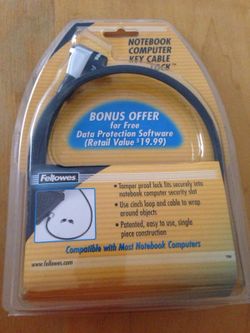 NOTEBOOK
COMPUTER
KEY CABLE
LOCK™
BONUS OFFER
for Free
Data Protection Software
(Retail Value $19.99)
Fellowes
• Tamper proof lock fits securely into
notebook computer security slot
• Use cinch loop and cable to wrap
around objects
• Patented, easy to use, single
piece construction
Compatible with Most Notebook Computers
www.fellowes.com